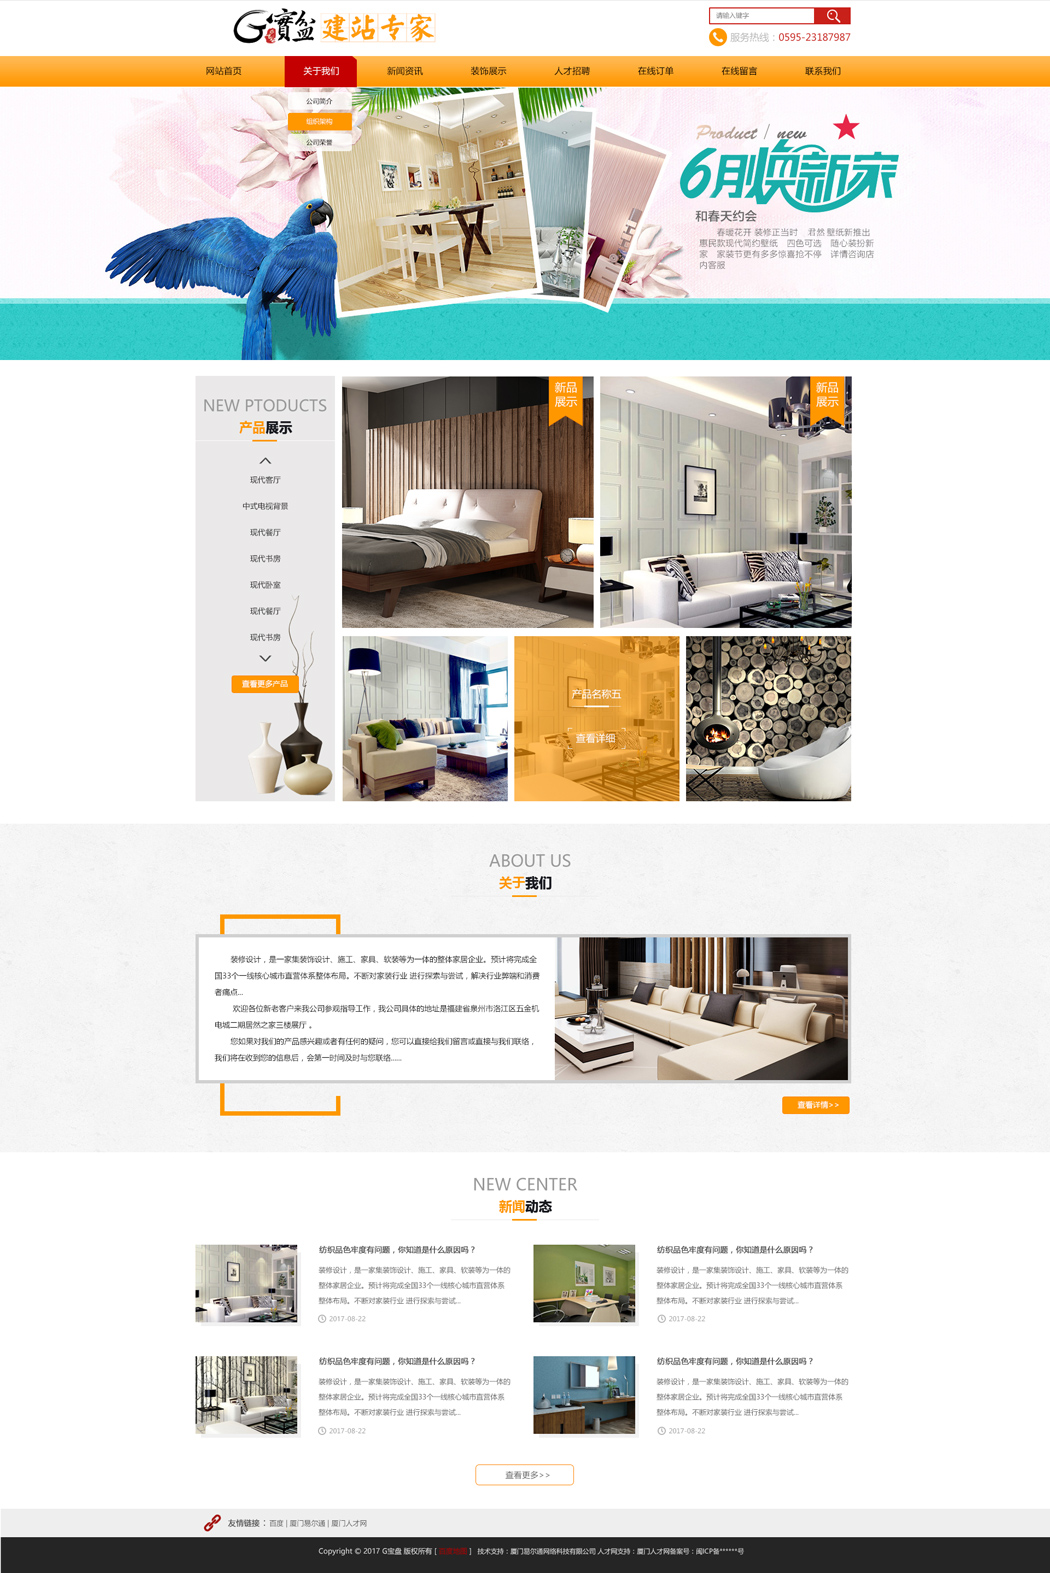 G寶盆 建站专家
请输入键字
服务热线：0595-23187987
网站首页 关于我们 新闻资讯 装饰展示 人才招聘 在线订单 在线留言 联系我们
公司简介
组织架构
公司荣誉
Product / new
6月焕新家
和春天约会
春暖花开 装修正当时 君然 壁纸新推出
惠民款现代简约壁纸 四色可选 随心装扮新
家 家装节更有多多惊喜抢不停 详情咨询店
内客服
NEW PTODUCTS
产品展示
现代客厅
中式电视背景
现代餐厅
现代书房
现代卧室
现代餐厅
现代书房
查看更多产品
新品
展示
新品
展示
产品名称五
查看详细
ABOUT US
关于我们
装修设计，是一家集装饰设计、施工、家具、软装等为一体的整体家居企业。预计将完成全
国33个一线核心城市直营体系整体布局。不断对家装行业 进行探索与尝试，解决行业弊端和消费
者痛点...
欢迎各位新老客户来我公司参观指导工作，我公司具体的地址是福建省泉州市洛江区五金机
电城二期居然之家三楼展厅 。
您如果对我们的产品感兴趣或者有任何的疑问，您可以直接给我们留言或直接与我们联络，
我们将在收到您的信息后，会第一时间及时与您联络......
查看详情>>
NEW CENTER
新闻动态
纺织品色牢度有问题，你知道是什么原因吗？
装修设计，是一家集装饰设计、施工、家具、软装等为一体的
整体家居企业。预计将完成全国33个一线核心城市直营体系
整体布局。不断对家装行业 进行探索与尝试...
2017-08-22
纺织品色牢度有问题，你知道是什么原因吗？
装修设计，是一家集装饰设计、施工、家具、软装等为一体的
整体家居企业。预计将完成全国33个一线核心城市直营体系
整体布局。不断对家装行业 进行探索与尝试...
2017-08-22
纺织品色牢度有问题，你知道是什么原因吗？
装修设计，是一家集装饰设计、施工、家具、软装等为一体的
整体家居企业。预计将完成全国33个一线核心城市直营体系
整体布局。不断对家装行业 进行探索与尝试...
2017-08-22
纺织品色牢度有问题，你知道是什么原因吗？
装修设计，是一家集装饰设计、施工、家具、软装等为一体的
整体家居企业。预计将完成全国33个一线核心城市直营体系
整体布局。不断对家装行业 进行探索与尝试...
2017-08-22
查看更多>>
友情链接： 百度 | 厦门易尔通 | 厦门人才网
Copyright © 2017 G宝盘 版权所有 [ ] 技术支持：厦门易尔通网络科技有限公司 人才网支持：厦门人才网备案号：闽ICP备******号